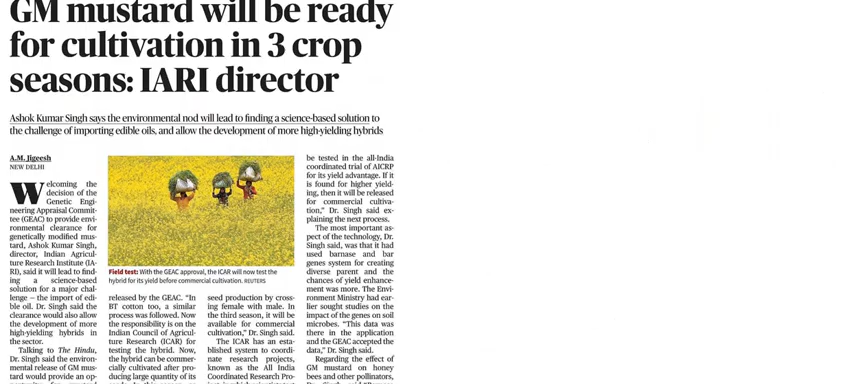 GM mustard will be ready
for cultivation in 3 crop
seasons: IARI director
Ashok Kumar Singh says the environmental nod will lead to finding a science-based solution to
the challenge of importing edible oils, and allow the development of more high-yielding hybrids
A.M. Jigeesh
NEW DELHI
Welcoming the
decision of the
Genetic Engi-
neering Appraisal Commit-
tee (GEAC) to provide envi-
ronmental clearance for
genetically modified mus-
tard, Ashok Kumar Singh,
director, Indian Agricul-
ture Research Institute (IA-
RI), said it will lead to find-
ing a science-based
solution for a major chal-
lenge – the import of edi-
ble oil. Dr. Singh said the
clearance would also allow
the development of more
high-yielding hybrids in
the sector.
Talking to The Hindu,
Dr. Singh said the environ-
mental release of GM mus-
tard would provide an op-
Field test: With the GEAC approval, the ICAR will now test the
hybrid for its yield before commercial cultivation. REUTERS
released by the GEAC. "In
BT cotton too, a similar
process was followed. Now
the responsibility is on the
Indian Council of Agricul-
ture Research (ICAR) for
testing the hybrid. Now,
the hybrid can be commer-
cially cultivated after pro-
ducing large quantity of its
seed production by cross-
ing female with male. In
the third season, it will be
available for commercial
cultivation," Dr. Singh said.
The ICAR has an esta-
blished system to coordi-
nate research projects,
known as the All India
Coordinated Research Pro-
be tested in the all-India
coordinated trial of AICRP
for its yield advantage. If it
is found for higher yield-
ing, then it will be released
for commercial cultiva-
tion," Dr. Singh said ex-
plaining the next process.
The most important as-
pect of the technology, Dr.
Singh said, was that it had
used barnase and bar
genes system for creating
diverse parent and the
chances of yield enhance-
ment was more. The Envi-
ronment Ministry had ear-
lier sought studies on the
impact of the genes on soil
microbes. "This data was
there in the application
and the GEAC accepted the
data," Dr. Singh said.
Regarding the effect of
GM mustard on honey
bees and other pollinators,